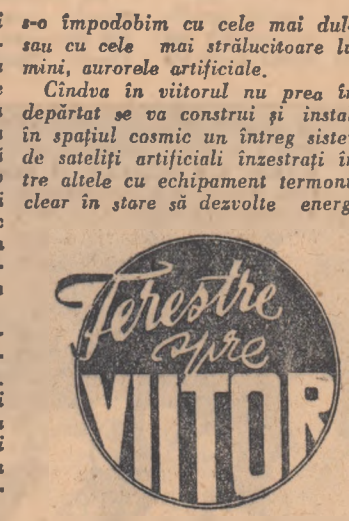 s-o împodobim cu cele mai dul
sau cu cele mai strălucitoare lu
mini, aurorele artificiale.
Cîndva în viitorul nu prea în
depărtat se va construi și instal
în spațiul cosmic un întreg sistem
de sateliți artificiali înzestrați în
tre altele cu echipament termonu
clear în stare să dezvolte energ
Ferestre
spre
VIITOR